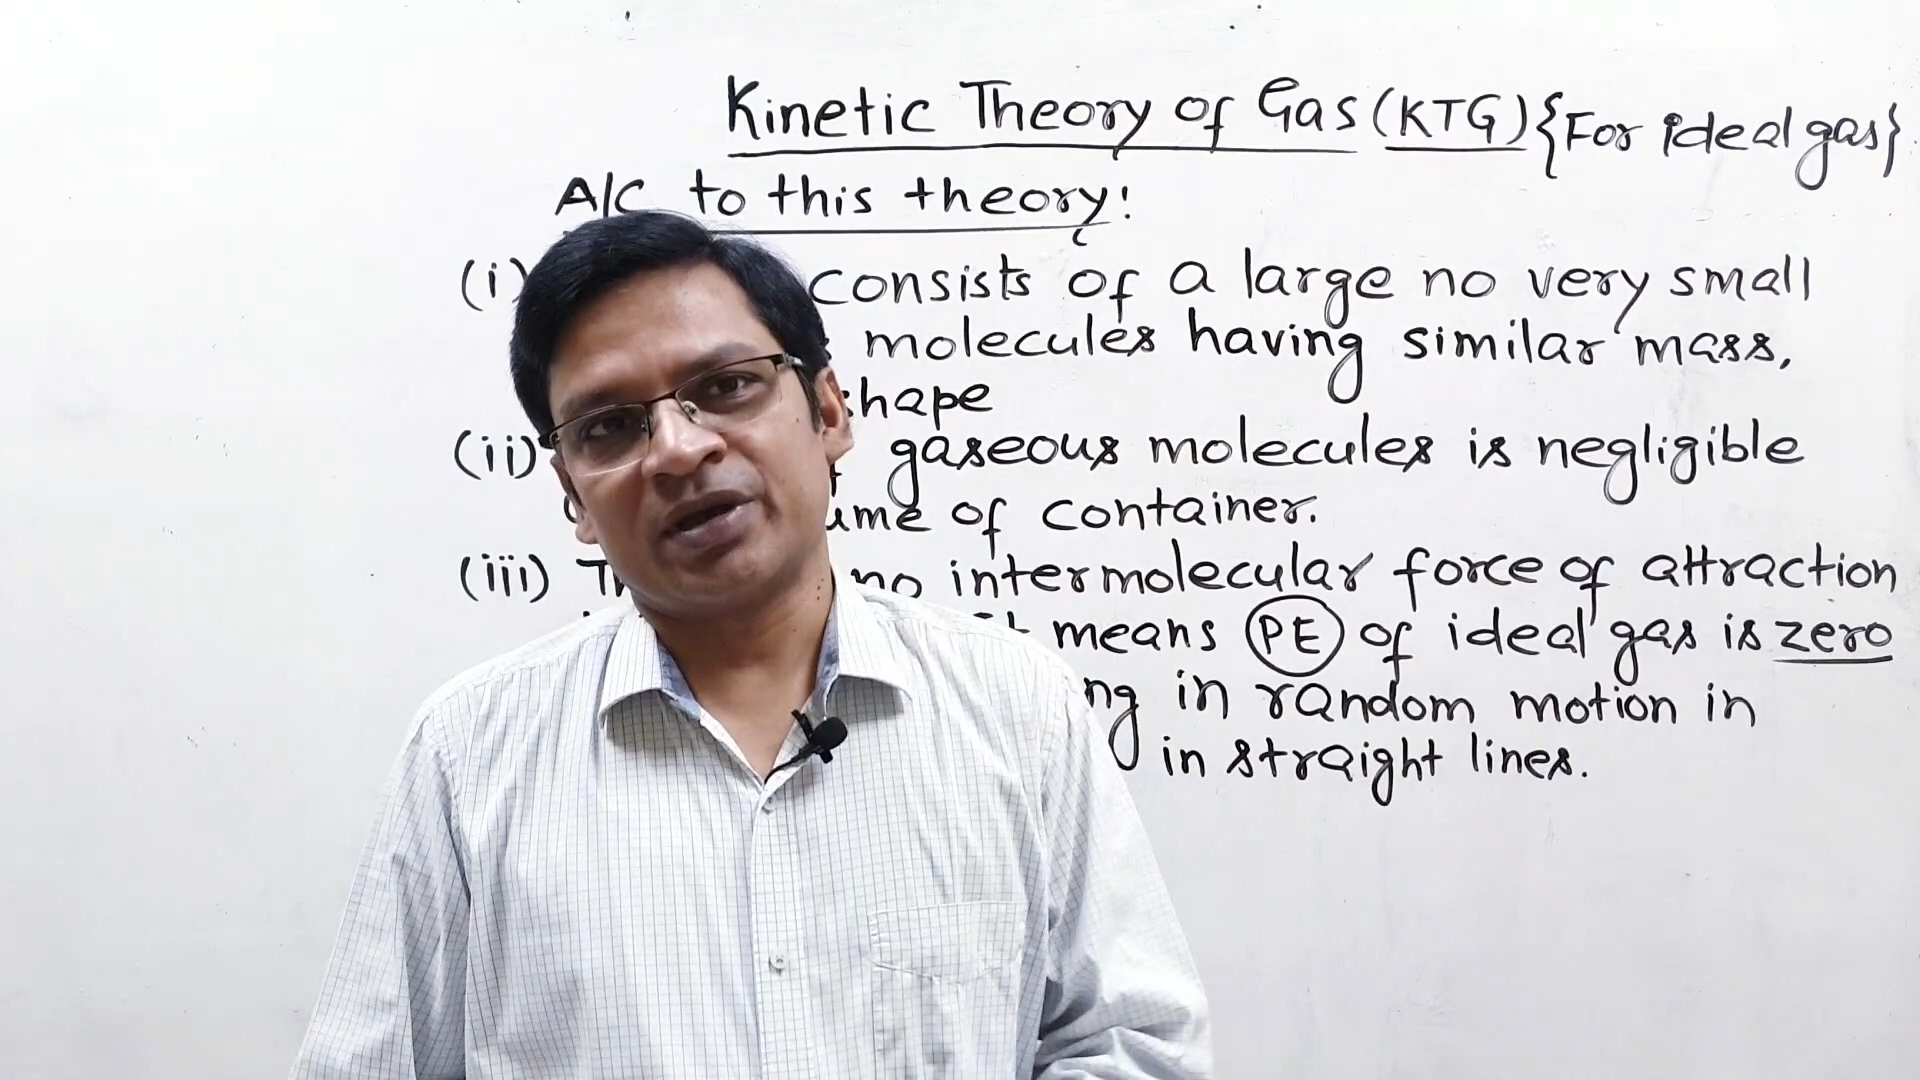 Kinetic Theory of Gas (KTG) {For ideal gas}
A/C to this theory:
(i) consists of a large no very small
molecules having similar mass,
shape
(ii) gaseous molecules is negligible
of container.
(iii) no intermolecular force of attraction
means PE of ideal gas is zero
in random motion in
in straight lines.